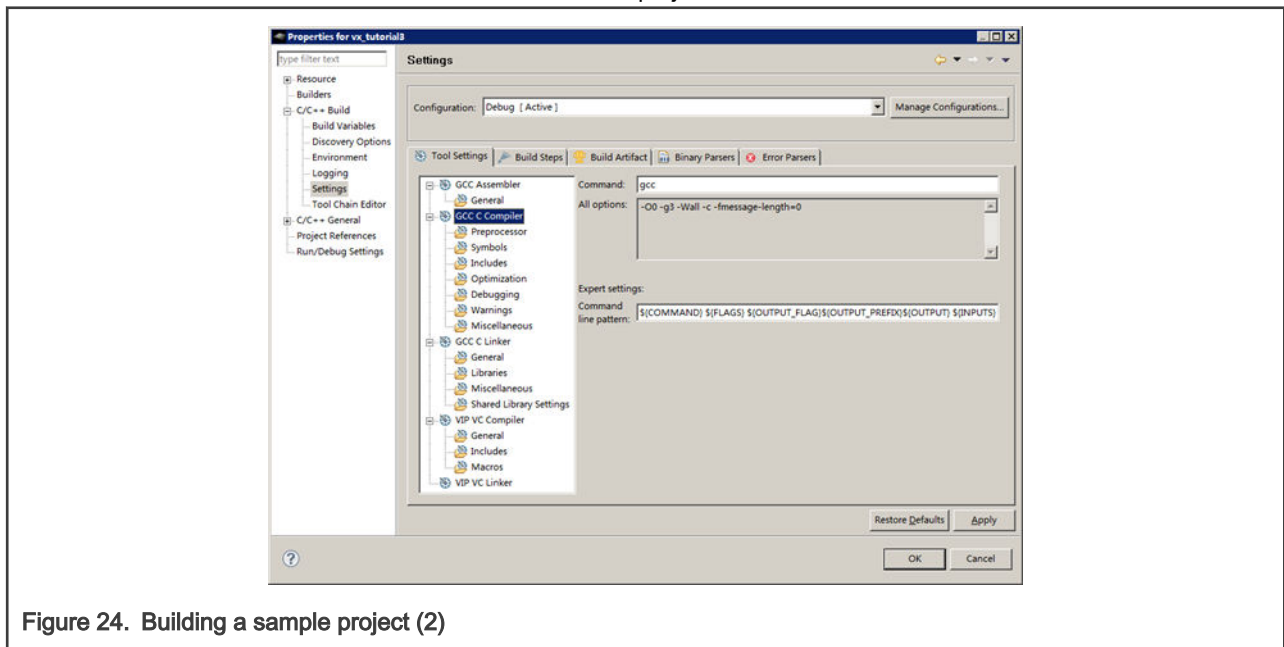 Properties for vx_tutorial3
type filter text
Resource
Builders
C/C++ Build
Build Variables
Discovery Options
Environment
Logging
Settings
Tool Chain Editor
C/C++ General
Project References
Run/Debug Settings
Settings
Configuration: Debug [ Active ]
Manage Configurations...
Tool Settings Build Steps Build Artifact Binary Parsers Error Parsers
GCC Assembler
General
GCC C Compiler
Preprocessor
Symbols
Includes
Optimization
Debugging
Warnings
Miscellaneous
GCC C Linker
General
Libraries
Miscellaneous
Shared Library Settings
VIP VC Compiler
General
Includes
Macros
VIP VC Linker
Command: gcc
All options: -O0 -g3 -Wall -c -fmessage-length=0
Expert settings:
Command
line pattern: ${COMMAND} ${FLAGS} ${OUTPUT_FLAG}${OUTPUT_PREFIX}${OUTPUT} ${INPUTS}
Restore Defaults Apply
? OK Cancel
Figure 24. Building a sample project (2)